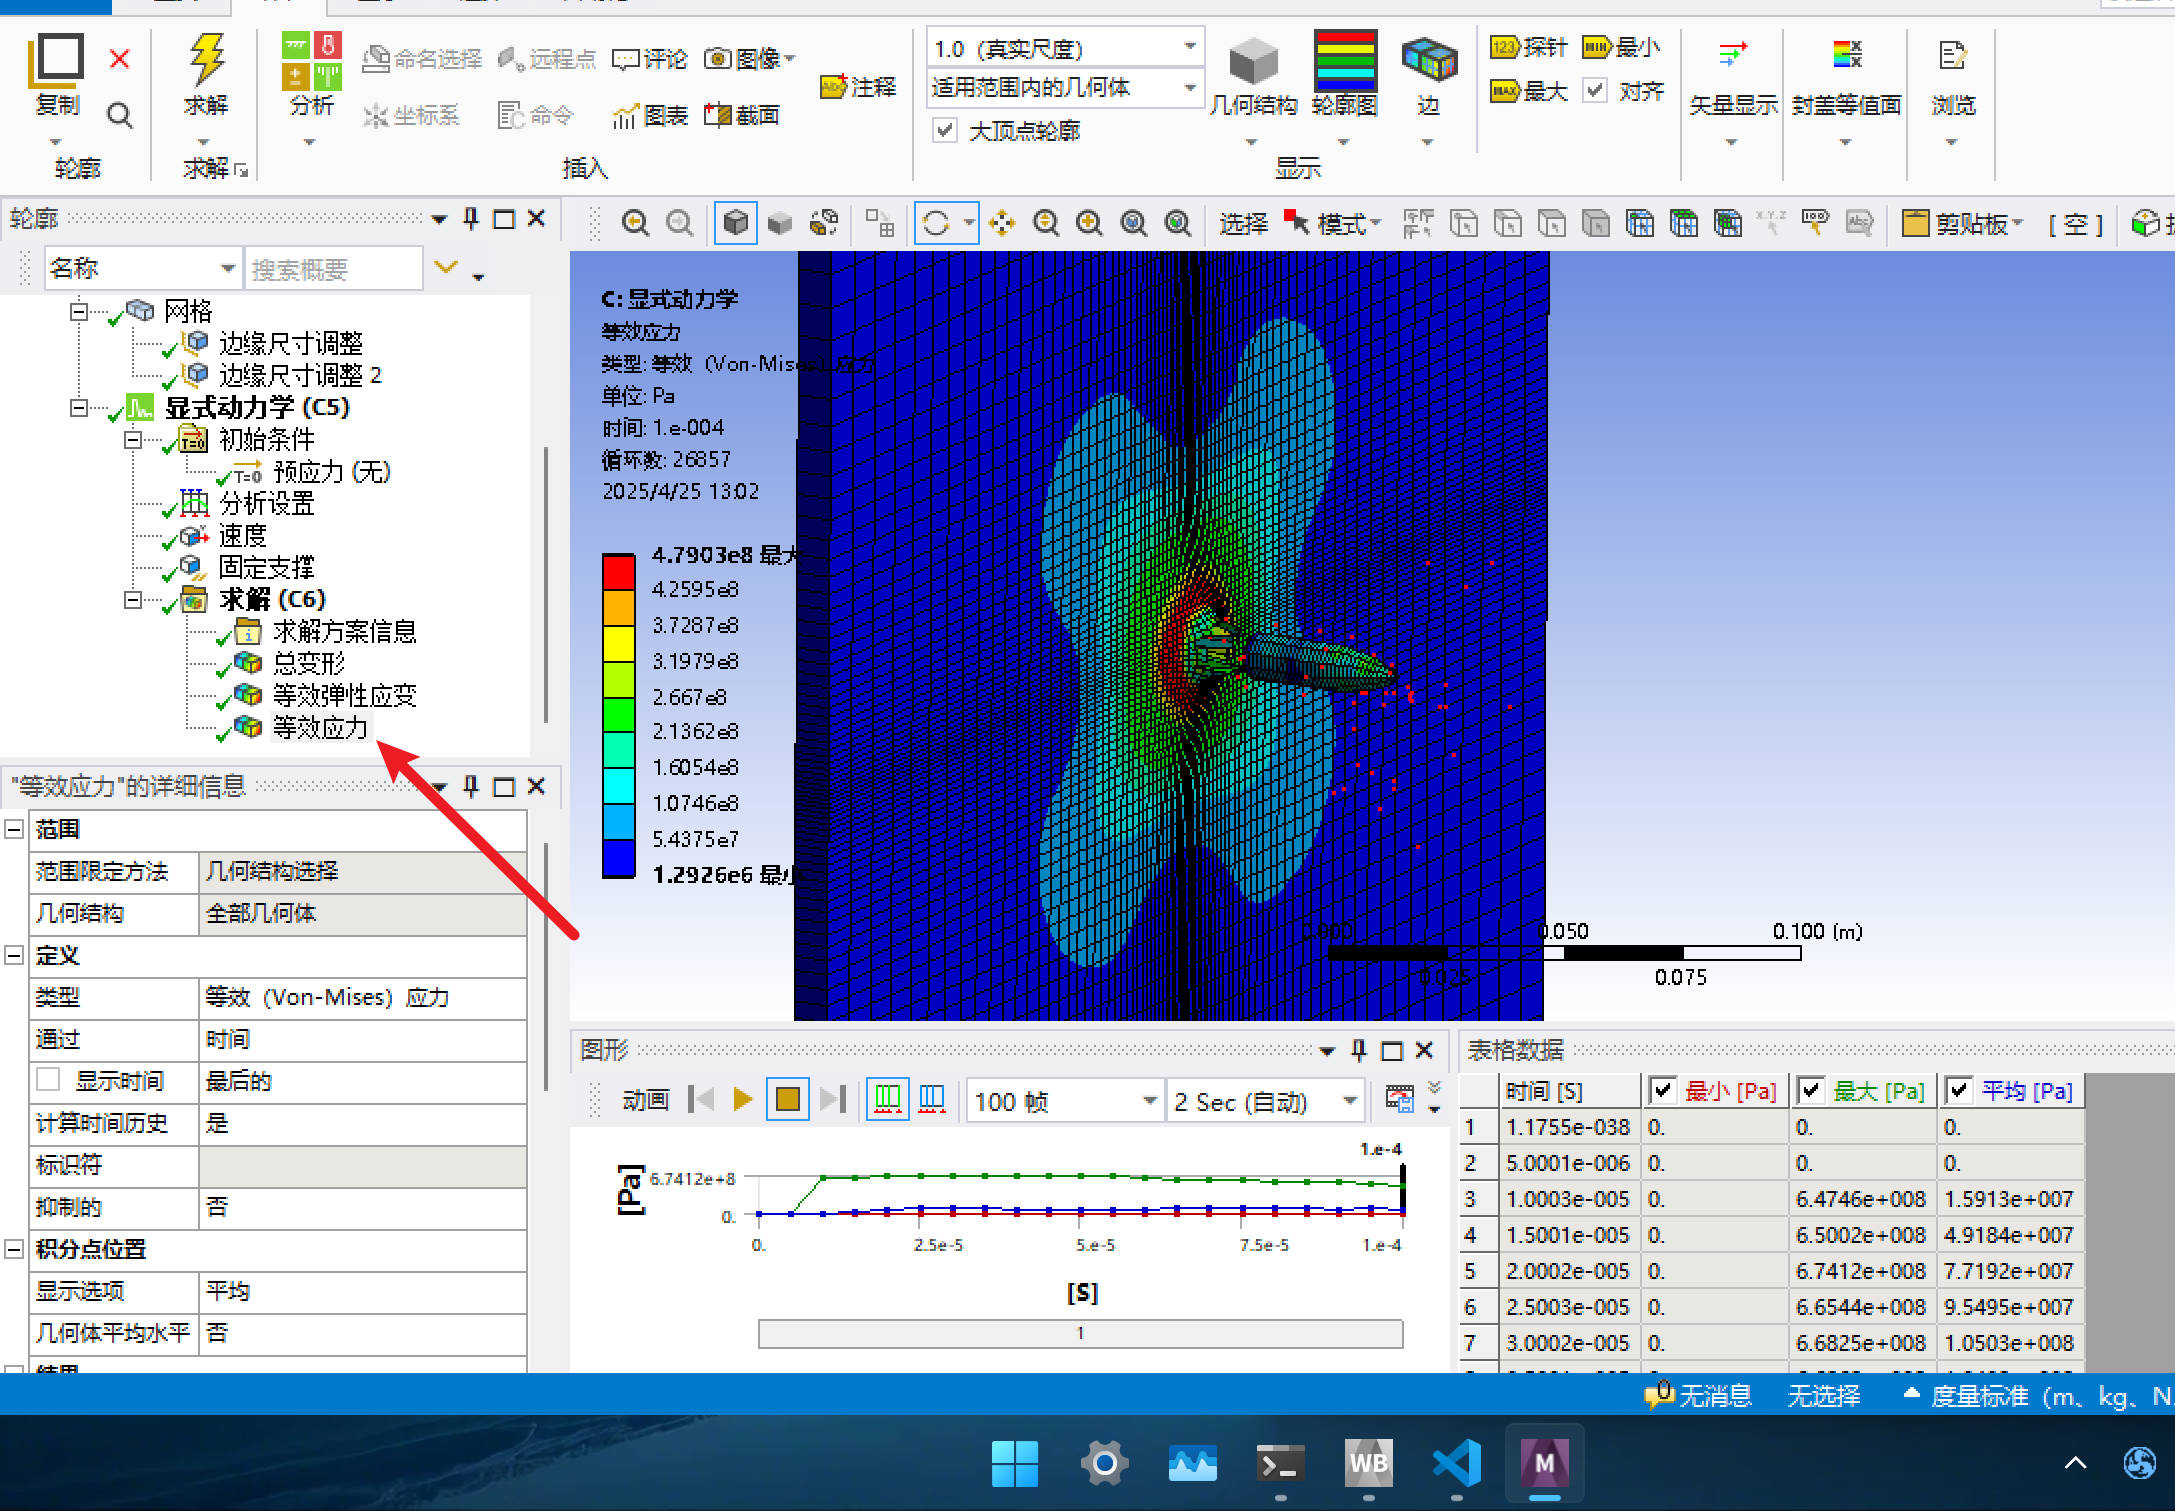 复制
轮廓
求解
求解
分析
命名选择
远程点
评论
图像
坐标系
命令
图表
截面
注释
插入
1.0 (真实尺度)
适用范围内的几何体
大顶点轮廓
几何结构
轮廓图
边
显示
123 探针
MIN 最小
MAX 最大
对齐
矢量显示
封盖等值面
浏览
轮廓
名称
搜索概要
选择
模式
剪贴板
[ 空 ]
网格
边缘尺寸调整
边缘尺寸调整 2
显式动力学 (C5)
初始条件
T=0 预应力 (无)
分析设置
速度
固定支撑
求解 (C6)
求解方案信息
总变形
等效弹性应变
等效应力
C: 显式动力学
等效应力
类型: 等效 (Von-Mises) 应力
单位: Pa
时间: 1.e-004
循环数: 26857
2025/4/25 13:02
4.7903e8 最大
4.2595e8
3.7287e8
3.1979e8
2.667e8
2.1362e8
1.6054e8
1.0746e8
5.4375e7
1.2926e6 最小
0.000
0.050
0.100 (m)
0.025
0.075
"等效应力"的详细信息
范围
范围限定方法 几何结构选择
几何结构 全部几何体
定义
类型 等效 (Von-Mises) 应力
通过 时间
显示时间 最后的
计算时间历史 是
标识符
抑制的 否
积分点位置
显示选项 平均
几何体平均水平 否
图形
动画
100 帧
2 Sec (自动)
1.e-4
[Pa]
6.7412e+8
0.
0. 2.5e-5 5.e-5 7.5e-5 1.e-4
[S]
1
表格数据
时间 [S] 最小 [Pa] 最大 [Pa] 平均 [Pa]
1 1.1755e-038 0. 0. 0.
2 5.0001e-006 0. 0. 0.
3 1.0003e-005 0. 6.4746e+008 1.5913e+007
4 1.5001e-005 0. 6.5002e+008 4.9184e+007
5 2.0002e-005 0. 6.7412e+008 7.7192e+007
6 2.5003e-005 0. 6.6544e+008 9.5495e+007
7 3.0002e-005 0. 6.6825e+008 1.0503e+008
0 无消息
无选择
度量标准 (m、kg、N
WB
M